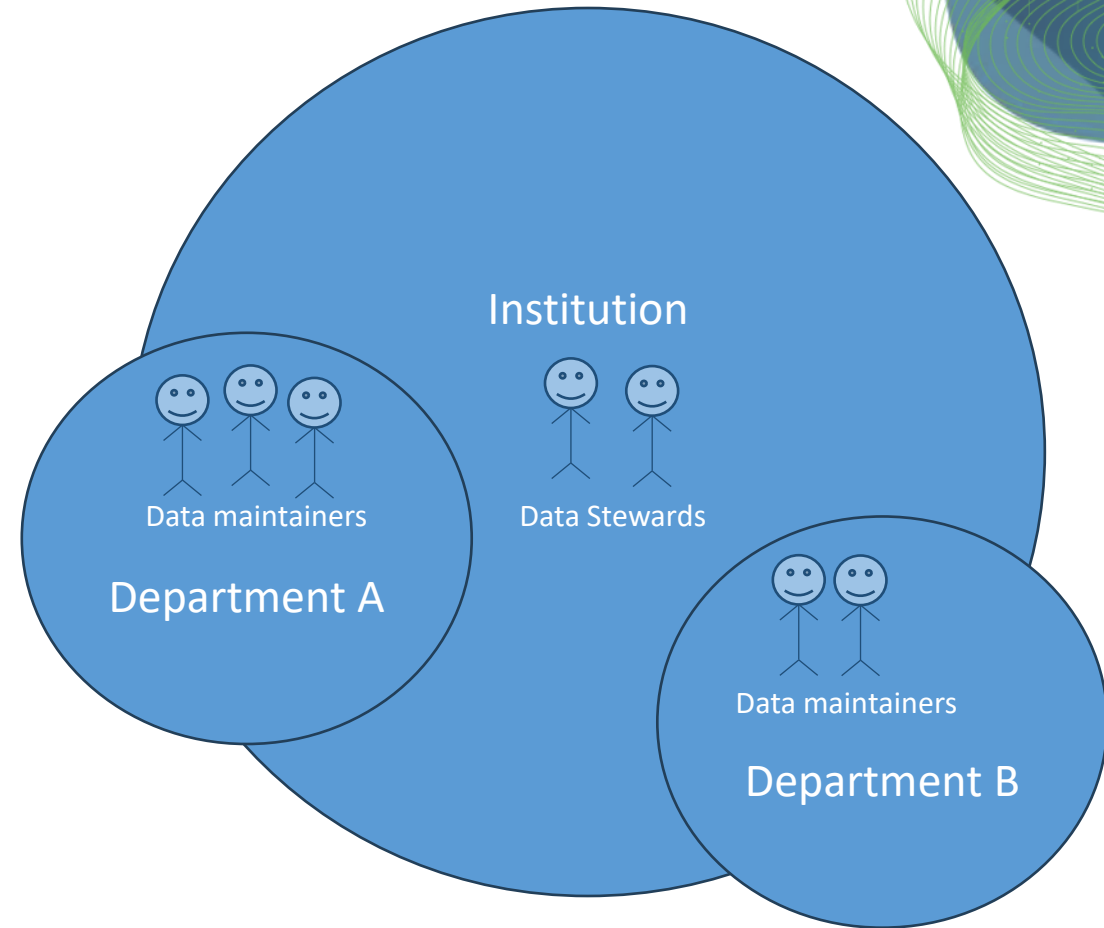 Institution
Data maintainers
Data Stewards
Department A
Data maintainers
Department B